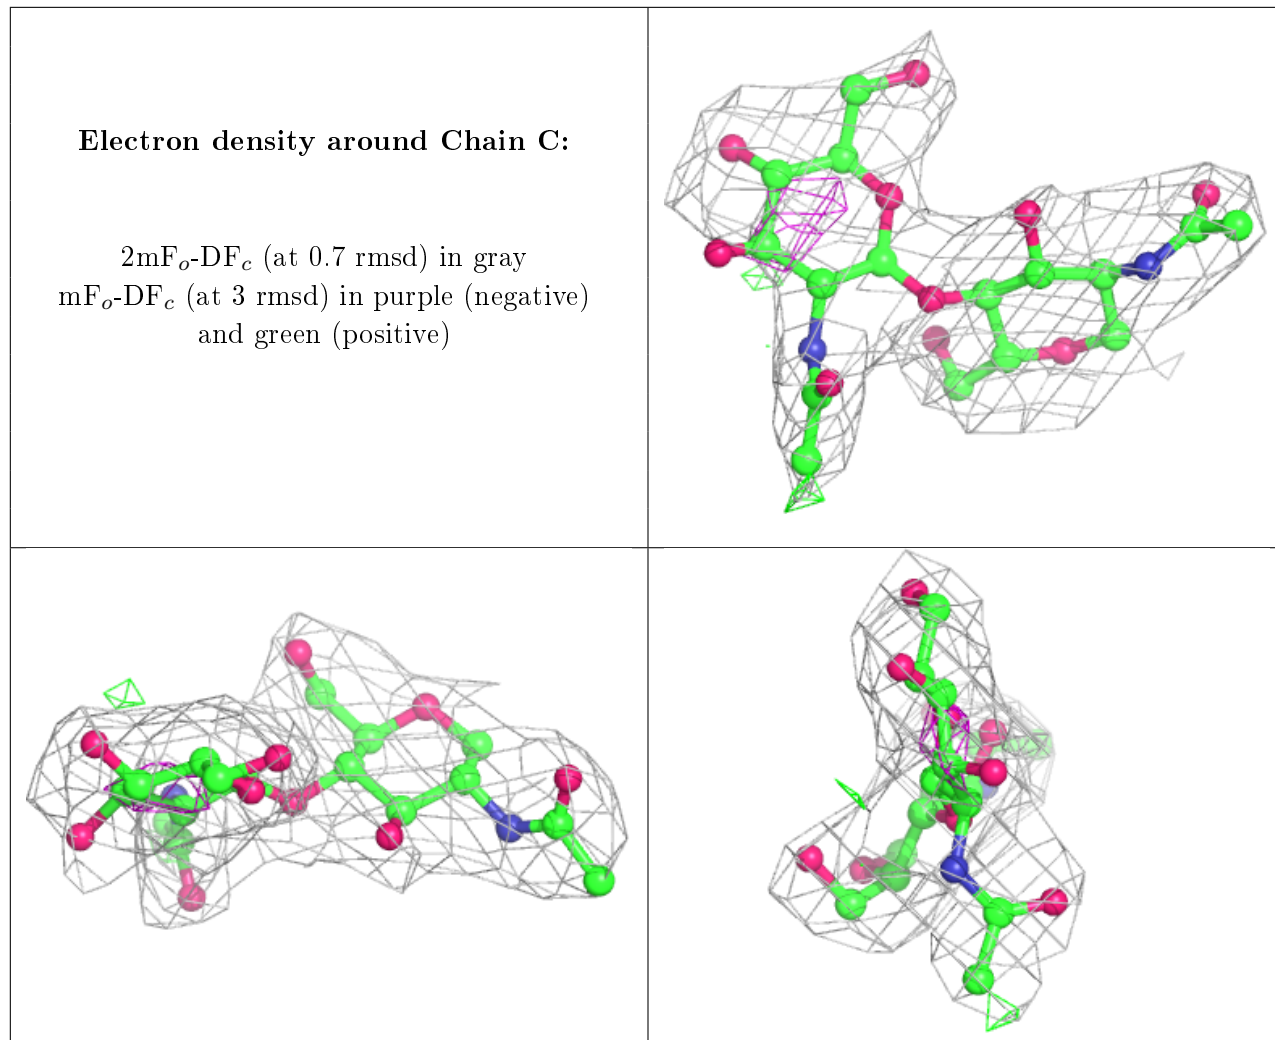 Electron density around Chain C:
2mFo-DFc (at 0.7 rmsd) in gray
mFo-DFc (at 3 rmsd) in purple (negative)
and green (positive)